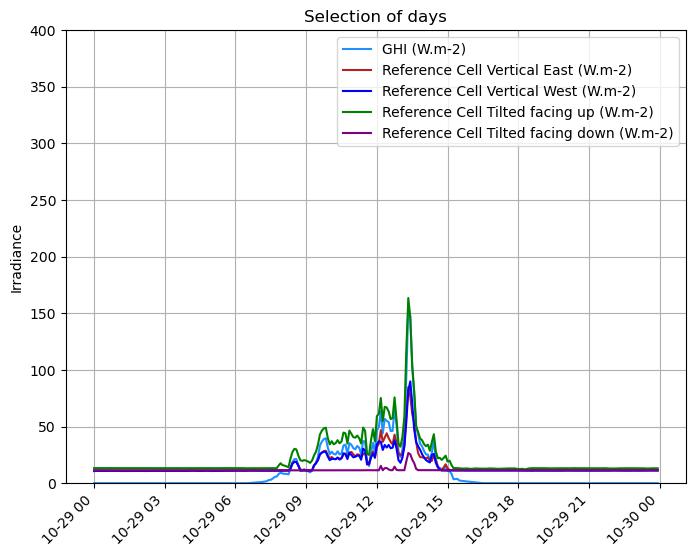 Selection of days
GHI (W.m-2)
Reference Cell Vertical East (W.m-2)
Reference Cell Vertical West (W.m-2)
Reference Cell Tilted facing up (W.m-2)
Reference Cell Tilted facing down (W.m-2)
Irradiance
400
350
300
250
200
150
100
50
0
10-29 00
10-29 03
10-29 06
10-29 09
10-29 12
10-29 15
10-29 18
10-29 21
10-30 00